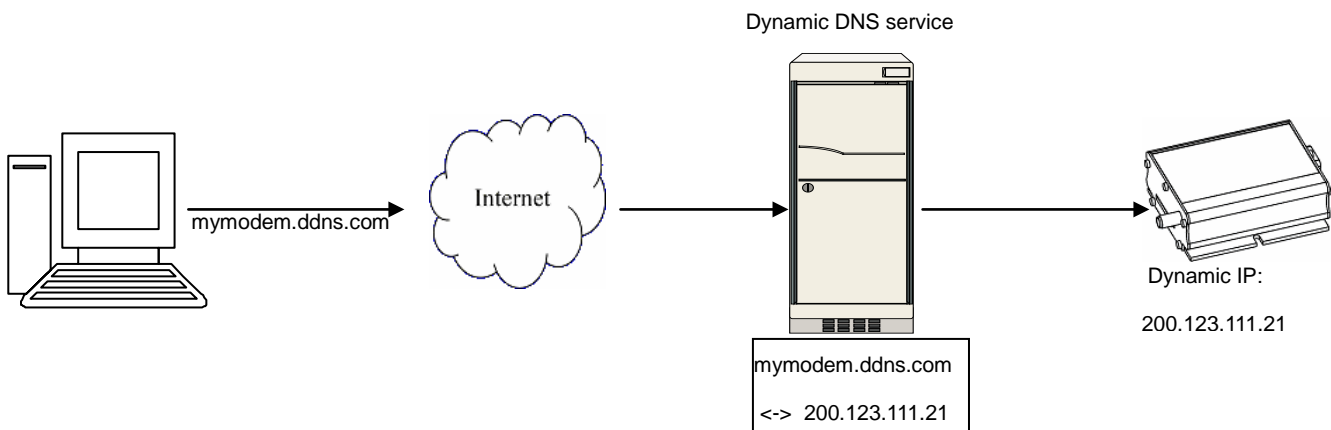 Dynamic DNS service
mymodem.ddns.com
Internet
Dynamic IP:
200.123.111.21
mymodem.ddns.com
<-> 200.123.111.21